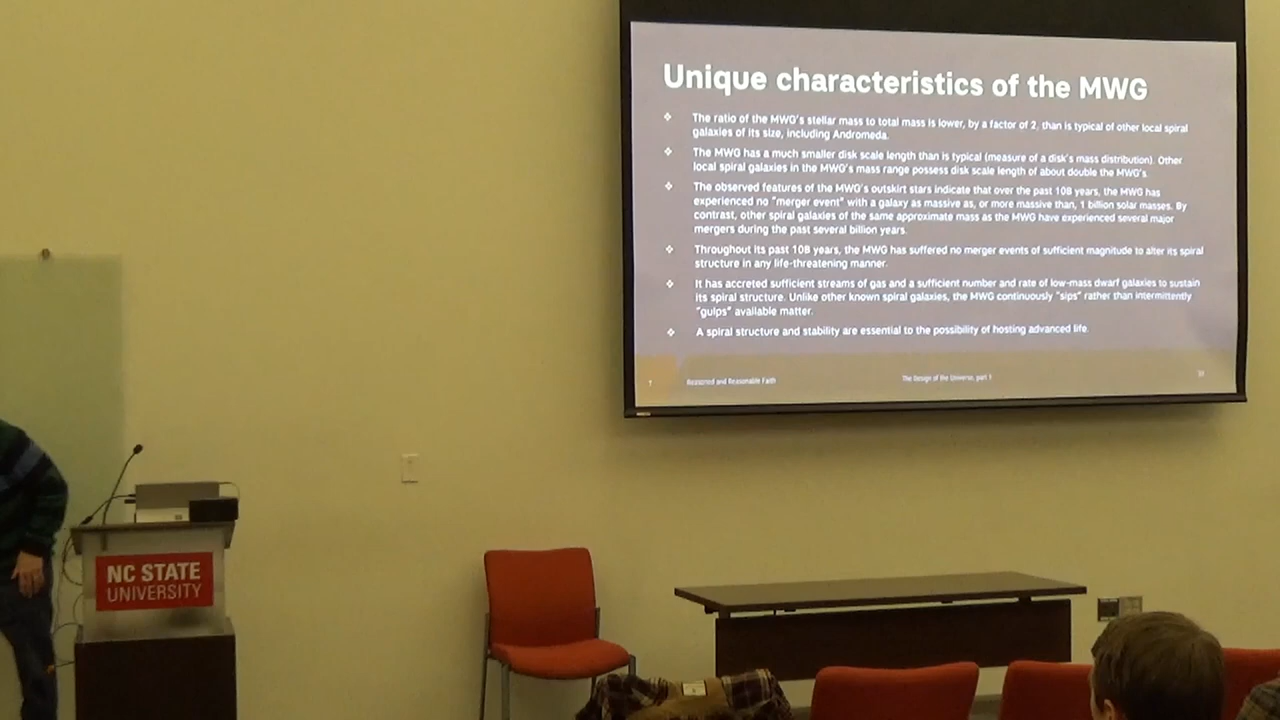 Unique characteristics of the MWG
❖ The ratio of the MWG's stellar mass to total mass is lower, by a factor of 2, than is typical of other local spiral
galaxies of its size, including Andromeda.
❖ The MWG has a much smaller disk scale length than is typical (measure of a disk's mass distribution). Other
local spiral galaxies in the MWG's mass range possess disk scale length of about double the MWG's.
❖ The observed features of the MWG's outskirt stars indicate that over the past 10B years, the MWG has
experienced no "merger event" with a galaxy as massive as, or more massive than, 1 billion solar masses. By
contrast, other spiral galaxies of the same approximate mass as the MWG have experienced several major
mergers during the past several billion years.
❖ Throughout its past 10B years, the MWG has suffered no merger events of sufficient magnitude to alter its spiral
structure in any life-threatening manner.
❖ It has accreted sufficient streams of gas and a sufficient number and rate of low-mass dwarf galaxies to sustain
its spiral structure. Unlike other known spiral galaxies, the MWG continuously "sips" rather than intermittently
"gulps" available matter.
❖ A spiral structure and stability are essential to the possibility of hosting advanced life.
Reasoned and Reasonable Faith
The Design of the Universe, part 1
NC STATE
UNIVERSITY